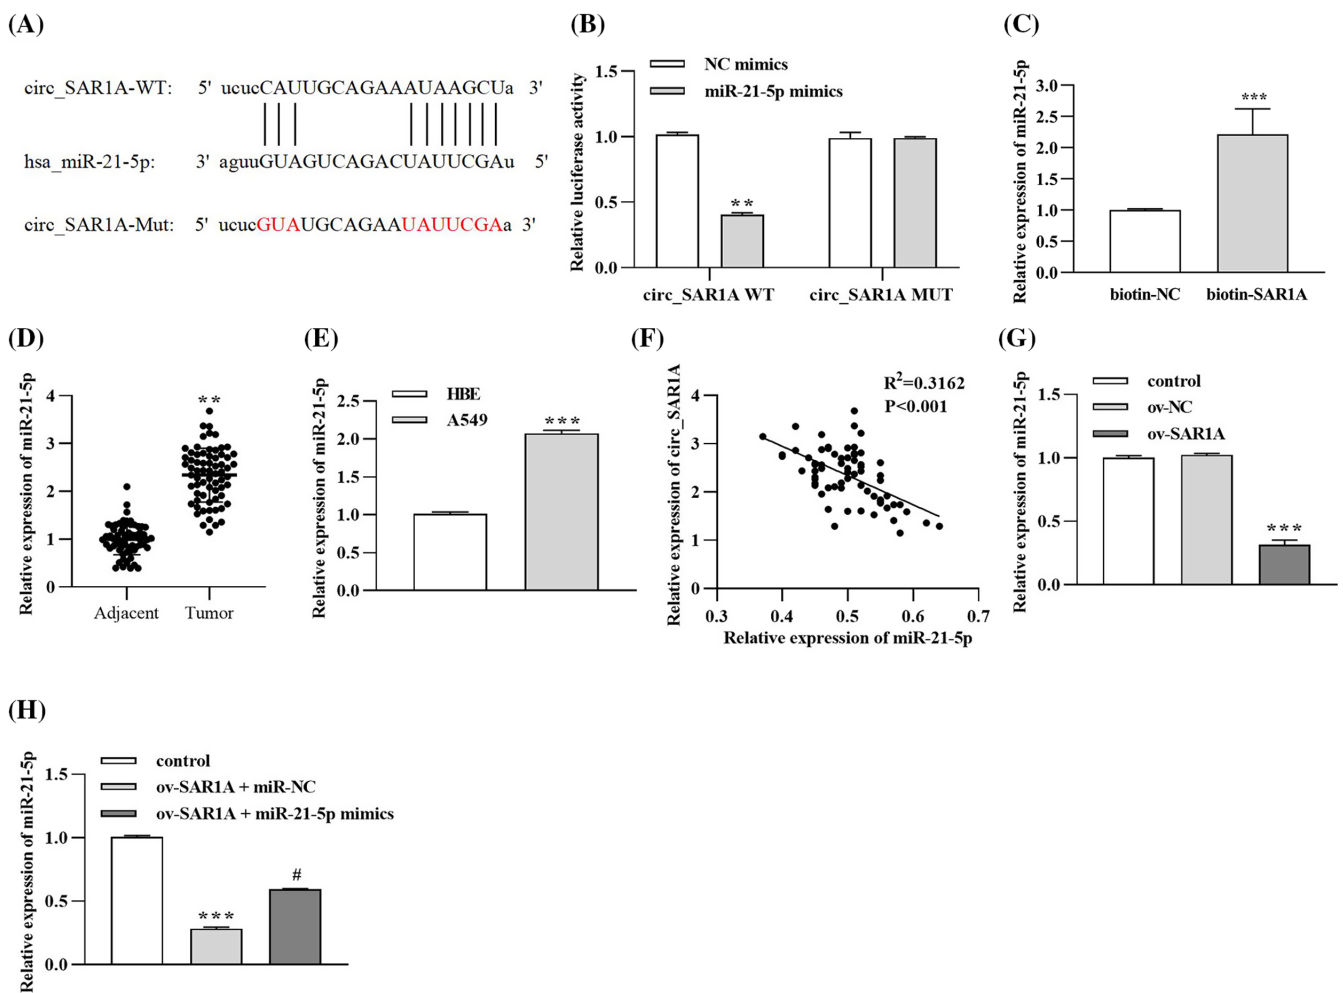 (A)
circ_SAR1A-WT: 5' ucucCAUUGCAGAAAUAAGCUa 3'
hsa_miR-21-5p: 3' aguuGUAGUCAGACUAUUCGAu 5'
circ_SAR1A-Mut: 5' ucucGUAUGCAGAAUAUUCGAa 3'
(B)
NC mimics
miR-21-5p mimics
Relative luciferase activity
1.5
1.0
0.5
0.0
**
circ_SAR1A WT
circ_SAR1A MUT
(C)
Relative expression of miR-21-5p
3.0
2.5
2.0
1.5
1.0
0.5
0.0
***
biotin-NC
biotin-SAR1A
(D)
Relative expression of miR-21-5p
4
3
2
1
0
**
Adjacent
Tumor
(E)
HBE
A549
Relative expression of miR-21-5p
2.5
2.0
1.5
1.0
0.5
0.0
***
(F)
R²=0.3162
P<0.001
Relative expression of circ_SAR1A
4
3
2
1
0
0.3
0.4
0.5
0.6
0.7
Relative expression of miR-21-5p
(G)
control
ov-NC
ov-SAR1A
Relative expression of miR-21-5p
1.5
1.0
0.5
0.0
***
(H)
control
ov-SAR1A + miR-NC
ov-SAR1A + miR-21-5p mimics
Relative expression of miR-21-5p
1.5
1.0
0.5
0.0
***
#